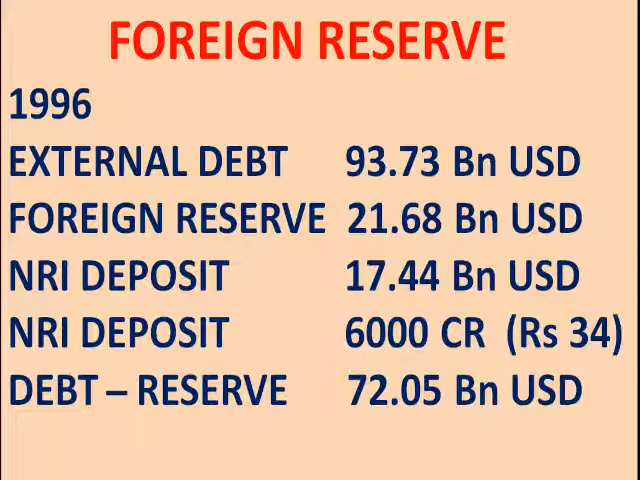 FOREIGN RESERVE
1996
EXTERNAL DEBT 93.73 Bn USD
FOREIGN RESERVE 21.68 Bn USD
NRI DEPOSIT 17.44 Bn USD
NRI DEPOSIT 6000 CR (Rs 34)
DEBT – RESERVE 72.05 Bn USD